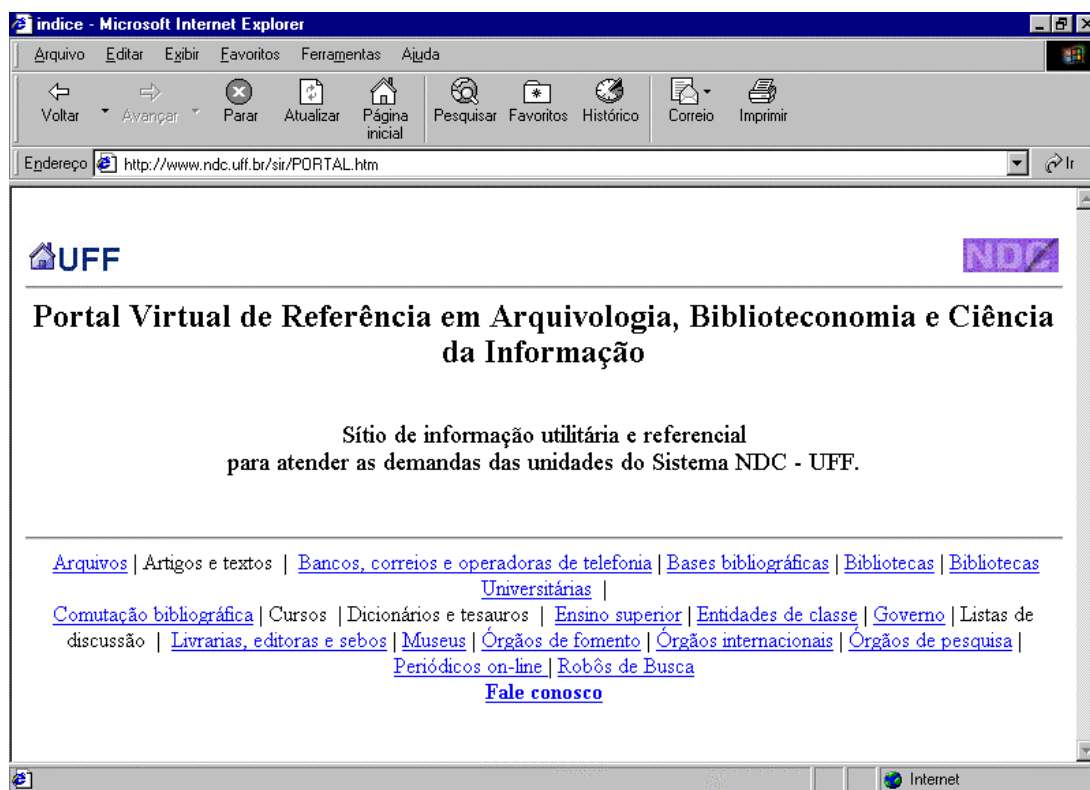 indice - Microsoft Internet Explorer
Arquivo Editar Exibir Favoritos Ferramentas Ajuda
Voltar Avançar Parar Atualizar Página inicial Pesquisar Favoritos Histórico Correio Imprimir
Endereço http://www.ndc.uff.br/sir/PORTAL.htm Ir
UFF NDC
Portal Virtual de Referência em Arquivologia, Biblioteconomia e Ciência
da Informação
Sítio de informação utilitária e referencial
para atender as demandas das unidades do Sistema NDC - UFF.
Arquivos | Artigos e textos | Bancos, correios e operadoras de telefonia | Bases bibliográficas | Bibliotecas | Bibliotecas
Universitárias |
Comutação bibliográfica | Cursos | Dicionários e tesauros | Ensino superior | Entidades de classe | Governo | Listas de
discussão | Livrarias, editoras e sebos | Museus | Órgãos de fomento | Órgãos internacionais | Órgãos de pesquisa |
Periódicos on-line | Robôs de Busca
Fale conosco
Internet